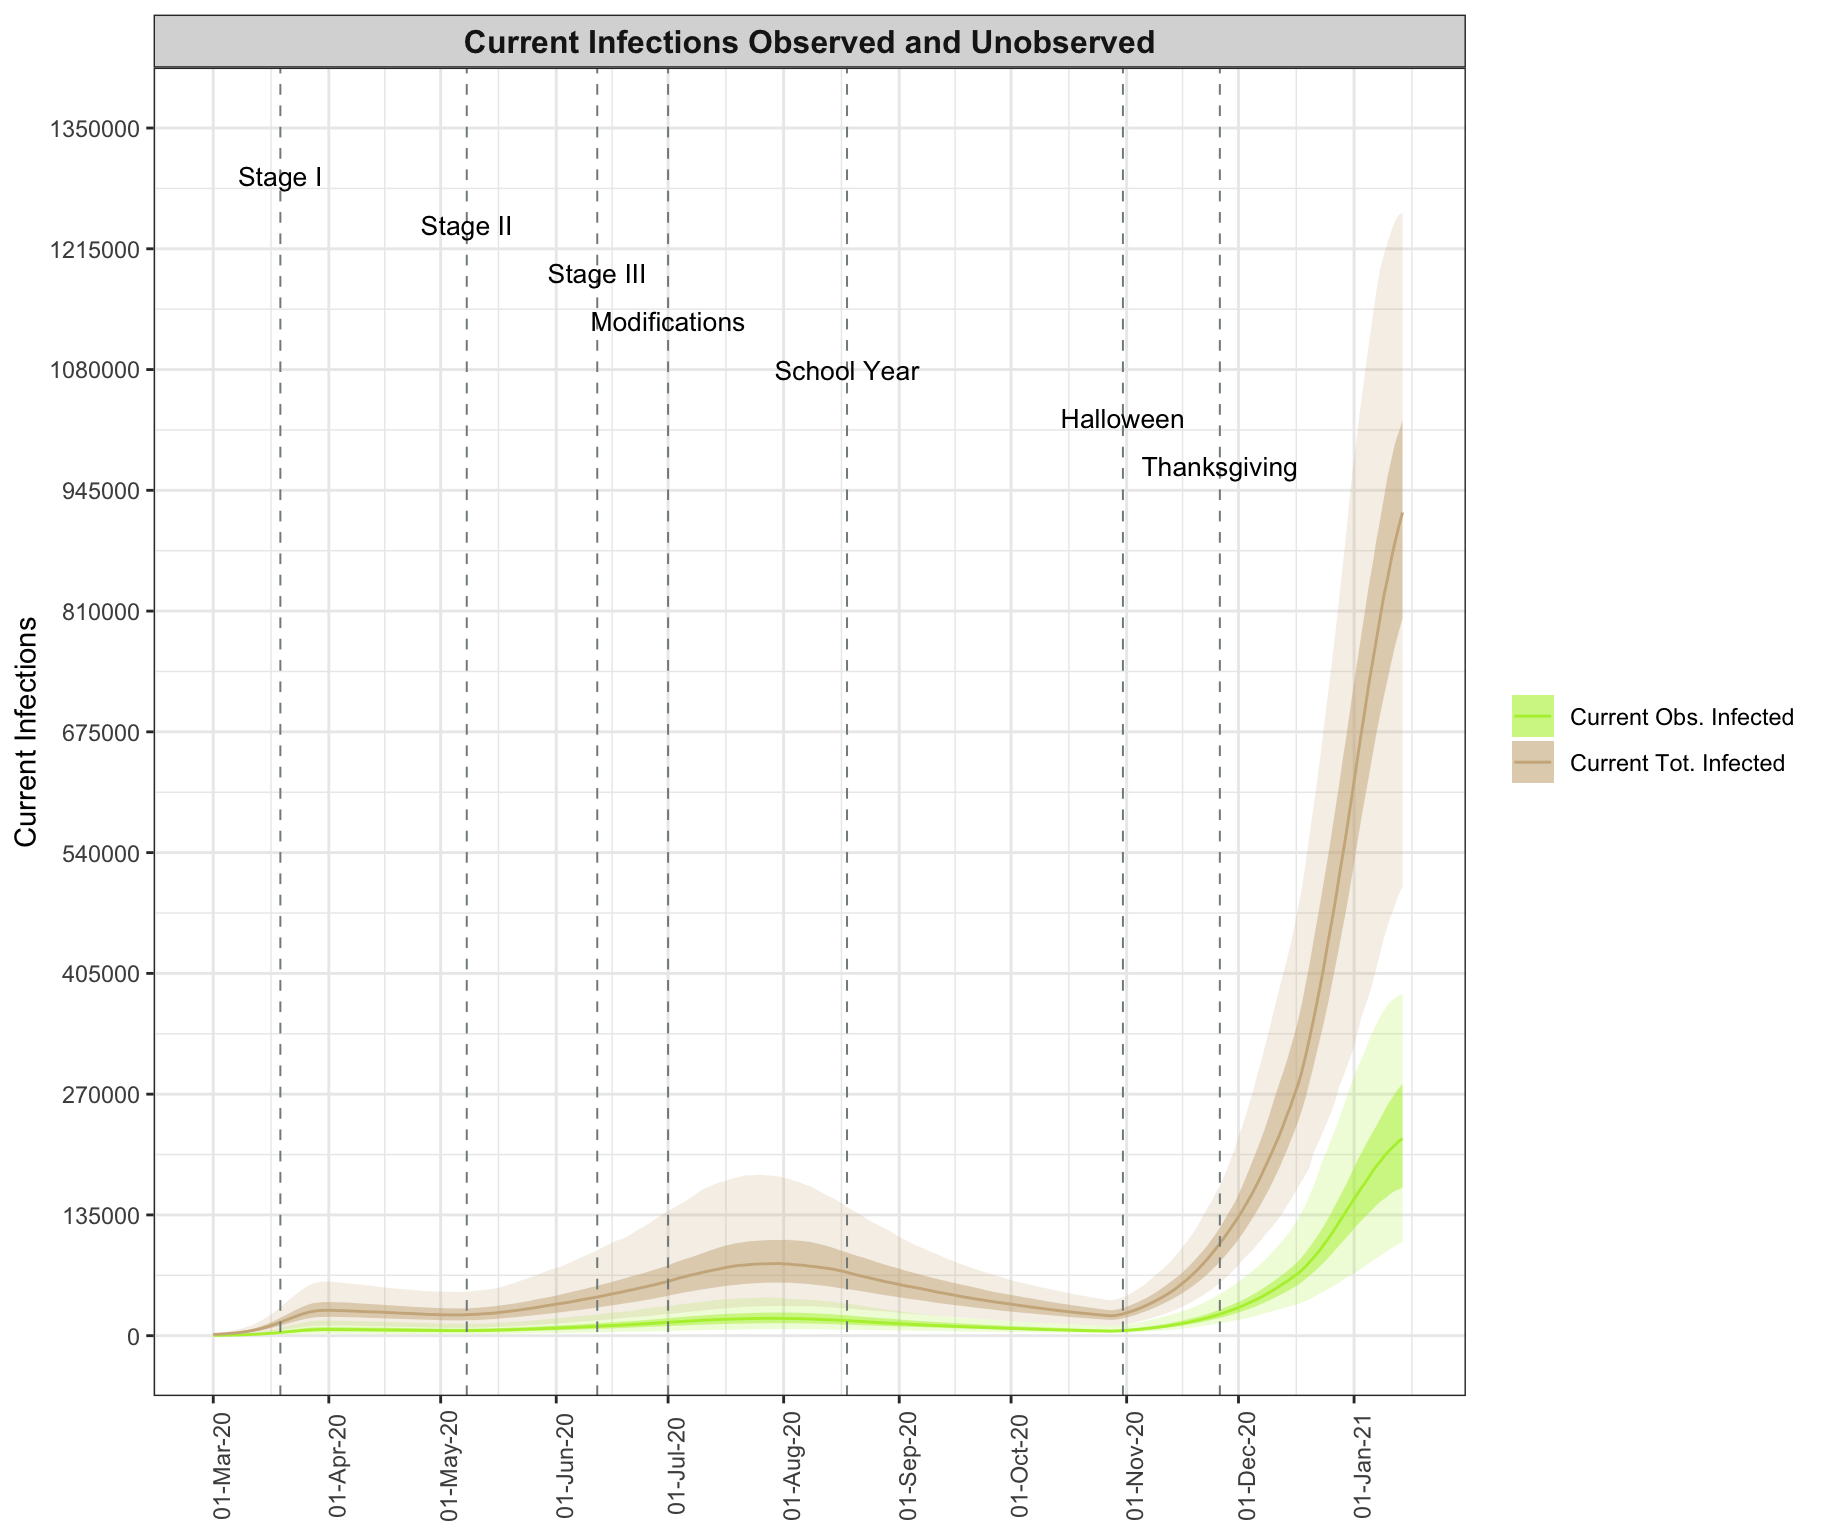 Current Infections Observed and Unobserved
Current Infections
1350000
1215000
1080000
945000
810000
675000
540000
405000
270000
135000
0
Stage I
Stage II
Stage III
Modifications
School Year
Halloween
Thanksgiving
01-Mar-20
01-Apr-20
01-May-20
01-Jun-20
01-Jul-20
01-Aug-20
01-Sep-20
01-Oct-20
01-Nov-20
01-Dec-20
01-Jan-21
Current Obs. Infected
Current Tot. Infected